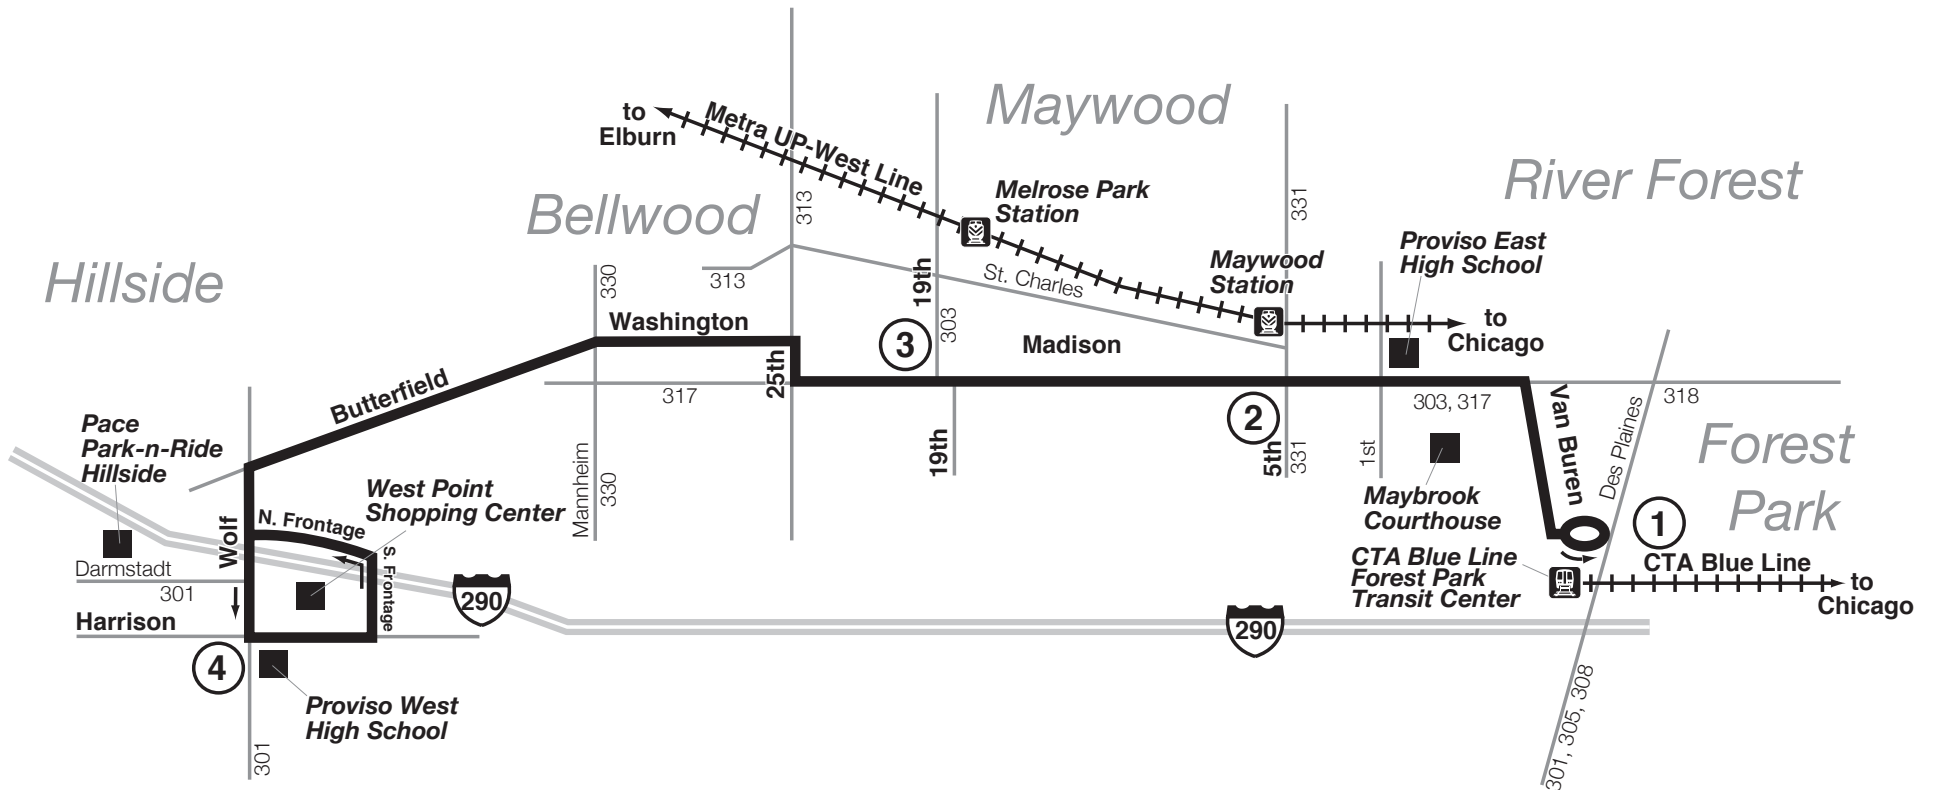 Maywood
River Forest
Bellwood
Hillside
Forest
Park
to
Elburn
Metra UP-West Line
Melrose Park
Station
313
331
Proviso East
High School
Maywood
Station
St. Charles
330
313
19th
303
to
Chicago
Washington
3
Madison
25th
317
Butterfield
2
303, 317
318
Pace
Park-n-Ride
Hillside
Van Buren
Des Plaines
19th
5th
331
1st
Mannheim
330
West Point
Shopping Center
Maybrook
Courthouse
N. Frontage
Wolf
S. Frontage
1
CTA Blue Line
Forest Park
Transit Center
CTA Blue Line
to
Chicago
Darmstadt
301
290
290
Harrison
4
Proviso West
High School
301
301, 305, 308